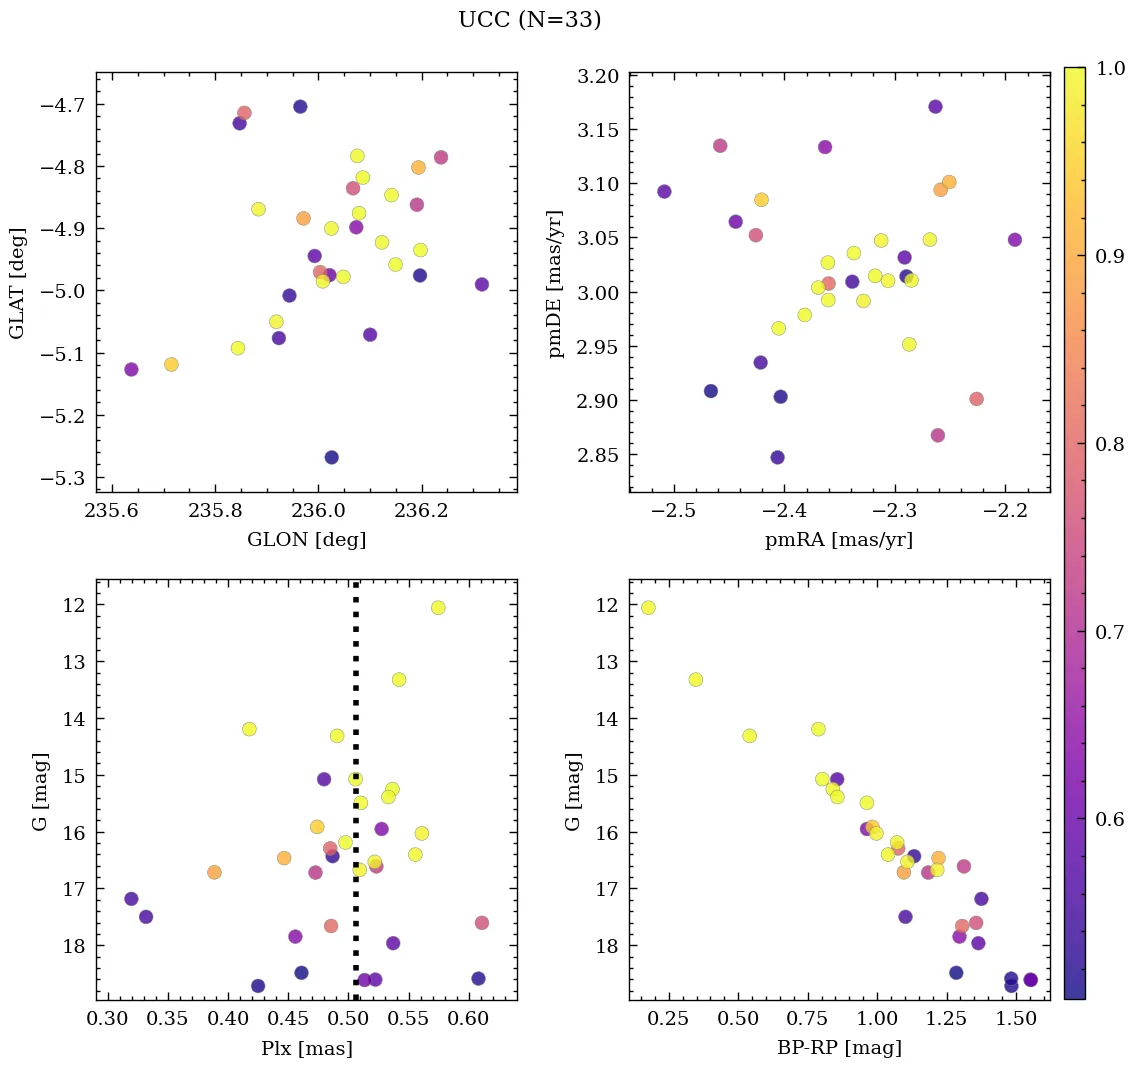 UCC (N=33)
−4.7
−4.8
−4.9
−5.0
−5.1
−5.2
−5.3
GLAT [deg]
235.6 235.8 236.0 236.2
GLON [deg]
3.20
3.15
3.10
3.05
3.00
2.95
2.90
2.85
pmDE [mas/yr]
−2.5 −2.4 −2.3 −2.2
pmRA [mas/yr]
12
13
14
15
16
17
18
G [mag]
0.30 0.35 0.40 0.45 0.50 0.55 0.60
Plx [mas]
12
13
14
15
16
17
18
G [mag]
0.25 0.50 0.75 1.00 1.25 1.50
BP-RP [mag]
1.0
0.9
0.8
0.7
0.6